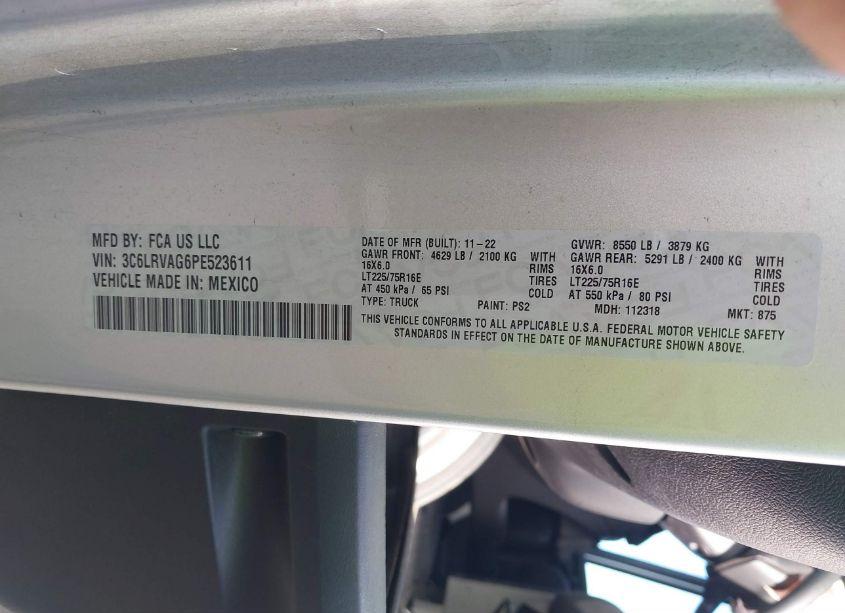 MFD BY: FCA US LLC
VIN: 3C6LRVAG6PE523611
VEHICLE MADE IN: MEXICO
DATE OF MFR (BUILT): 11-22
GAWR FRONT: 4629 LB / 2100 KG WITH
16X6.0 RIMS
LT225/75R16E TIRES
AT 450 kPa / 65 PSI COLD
TYPE: TRUCK PAINT: PS2
GVWR: 8550 LB / 3879 KG
GAWR REAR: 5291 LB / 2400 KG WITH
16X6.0 RIMS
LT225/75R16E TIRES
AT 550 kPa / 80 PSI COLD
MDH: 112318 MKT: 875
THIS VEHICLE CONFORMS TO ALL APPLICABLE U.S.A. FEDERAL MOTOR VEHICLE SAFETY
STANDARDS IN EFFECT ON THE DATE OF MANUFACTURE SHOWN ABOVE.